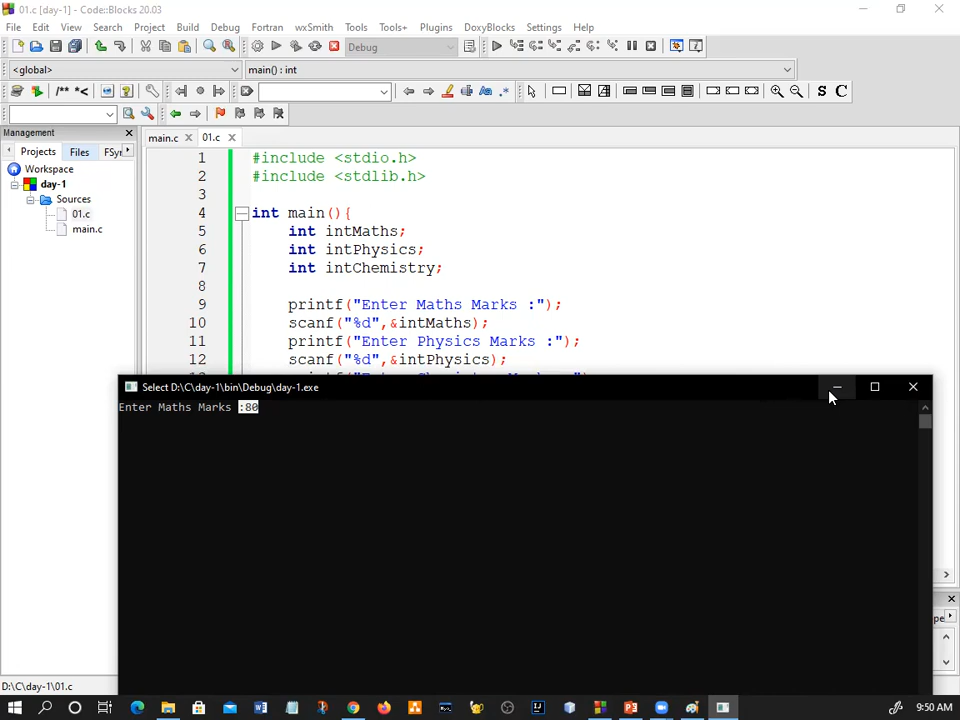 01.c [day-1] - Code::Blocks 20.03
File Edit View Search Project Build Debug Fortran wxSmith Tools Tools+ Plugins DoxyBlocks Settings Help
Debug
<global>
main() : int
/** *<
.*
S C
Management
Projects Files FSy
Workspace
day-1
Sources
01.c
main.c
main.c
01.c
1 #include <stdio.h>
2 #include <stdlib.h>
3
4 int main(){
5 int intMaths;
6 int intPhysics;
7 int intChemistry;
8
9 printf("Enter Maths Marks :");
10 scanf("%d",&intMaths);
11 printf("Enter Physics Marks :");
12 scanf("%d",&intPhysics);
Select D:\C\day-1\bin\Debug\day-1.exe
Enter Maths Marks :80
D:\C\day-1\01.c
9:50 AM